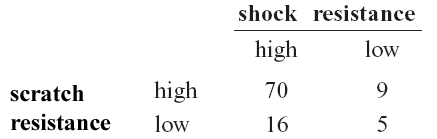 shock resistance
high low
scratch high 70 9
resistance low 16 5